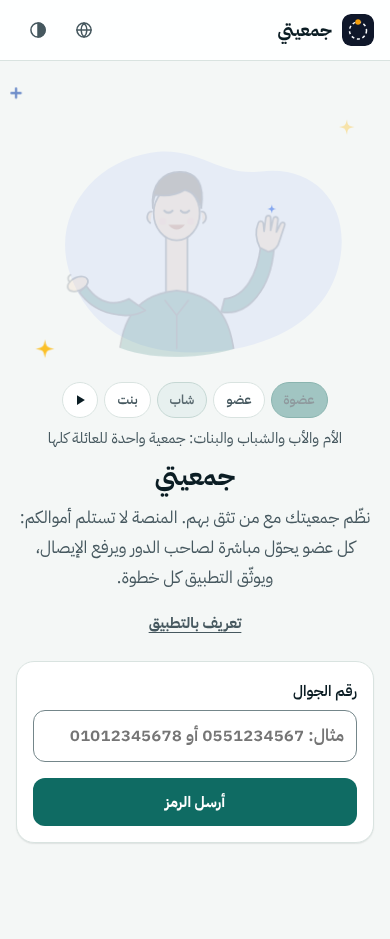 جمعيتي
عضوة
عضو
شاب
بنت
الأم والأب والشباب والبنات: جمعية واحدة للعائلة كلها
جمعيتي
نظّم جمعيتك مع من تثق بهم. المنصة لا تستلم أموالكم:
كل عضو يحوّل مباشرة لصاحب الدور ويرفع الإيصال،
ويوثّق التطبيق كل خطوة.
تعريف بالتطبيق
رقم الجوال
مثال: 0551234567 أو 01012345678
أرسل الرمز